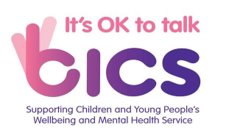 It's OK to talk
bics
Supporting Children and Young People's
Wellbeing and Mental Health Service